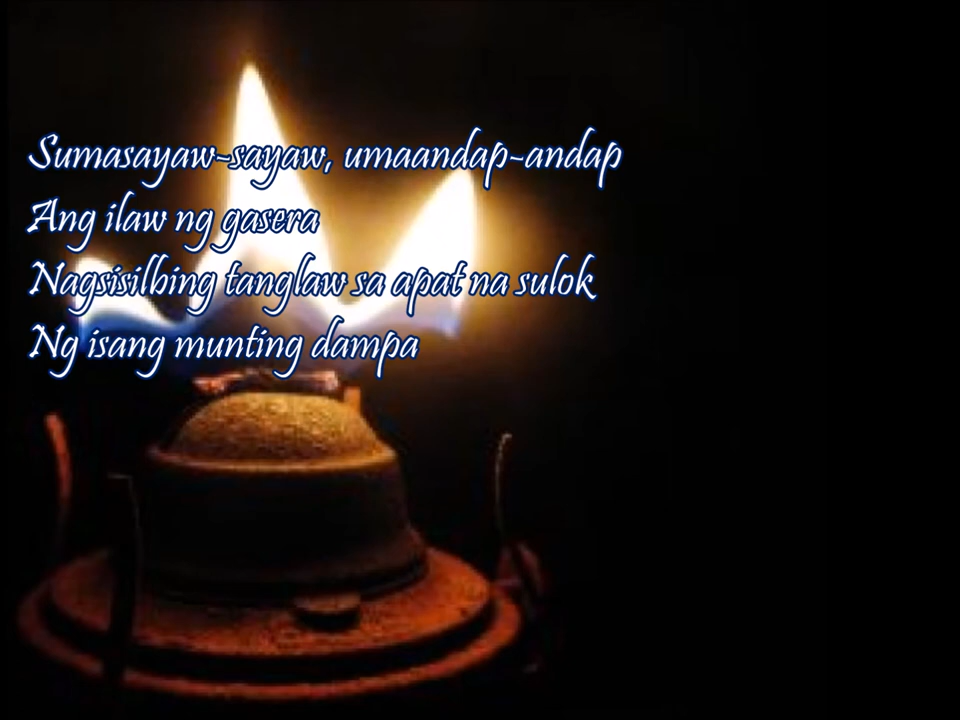 Sumasayaw-sayaw, umaandap-andap
Ang ilaw ng gasera
Nagsisilbing tanglaw sa apat na sulok
Ng isang munting dampa